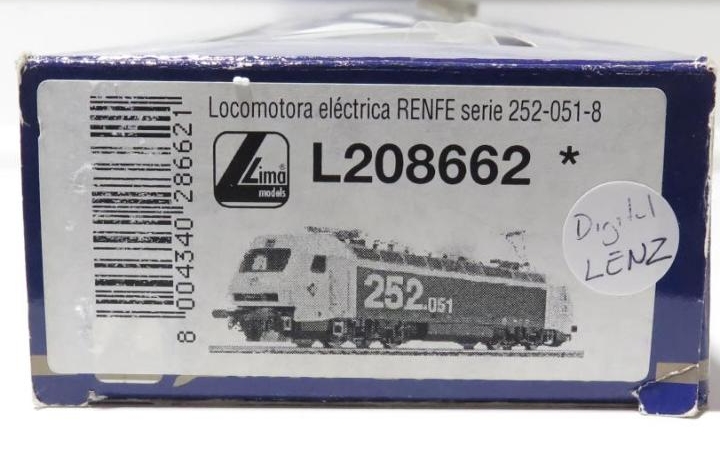 Locomotora eléctrica RENFE serie 252-051-8
Lima®
models
L208662 *
8 004340 286621
Digital
LENZ
252.051